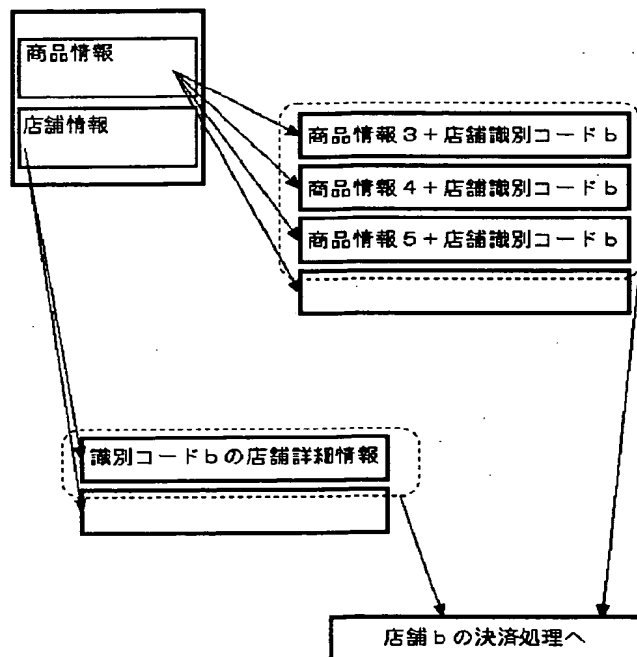 商品情報
店舗情報
商品情報３＋店舗識別コードｂ
商品情報４＋店舗識別コードｂ
商品情報５＋店舗識別コードｂ
識別コードｂの店舗詳細情報
店舗ｂの決済処理へ